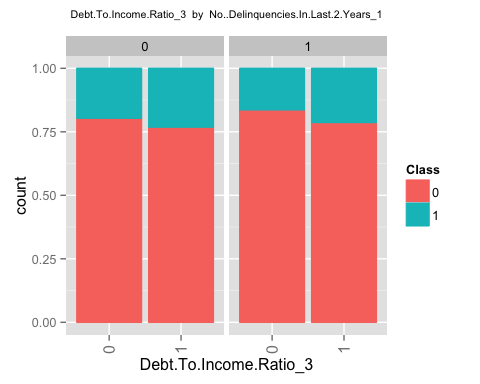 Debt.To.Income.Ratio_3 by No..Delinquencies.In.Last.2.Years_1
0 1
1.00
0.75
0.50
0.25
0.00
count
0 1 0 1
Debt.To.Income.Ratio_3
Class
0
1